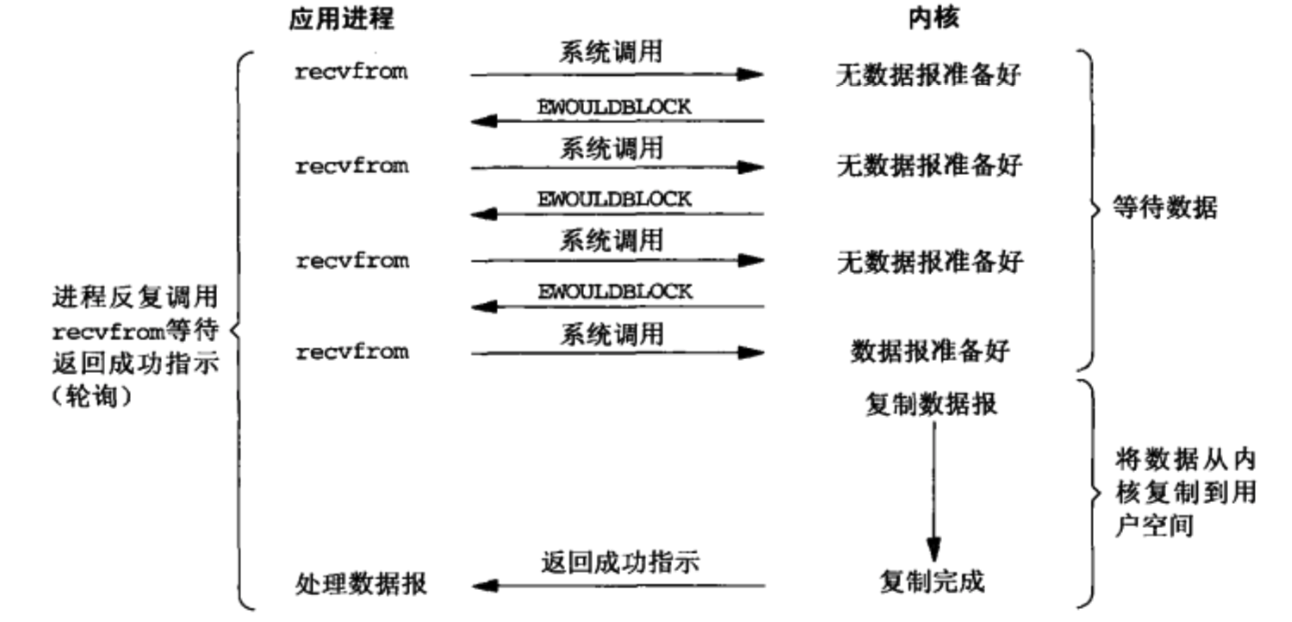 应用进程
内核
系统调用
recvfrom
无数据报准备好
EWOULDBLOCK
系统调用
recvfrom
无数据报准备好
EWOULDBLOCK
系统调用
recvfrom
无数据报准备好
EWOULDBLOCK
系统调用
recvfrom
数据报准备好
等待数据
进程反复调用
recvfrom等待
返回成功指示
（轮询）
复制数据报
将数据从内
核复制到用
户空间
返回成功指示
处理数据报
复制完成